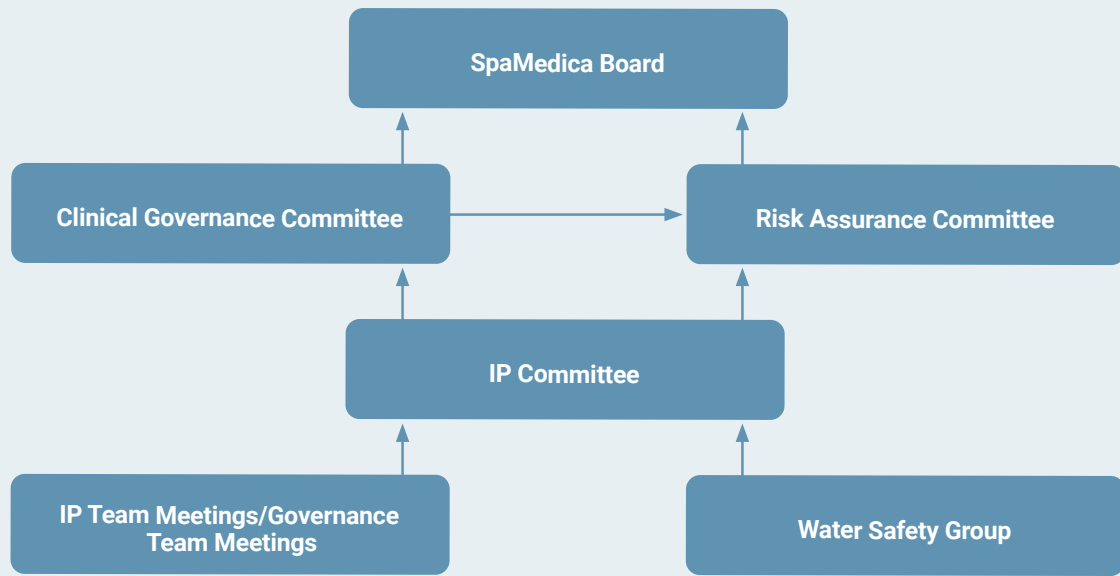 SpaMedica Board
Clinical Governance Committee
Risk Assurance Committee
IP Committee
IP Team Meetings/Governance
Team Meetings
Water Safety Group